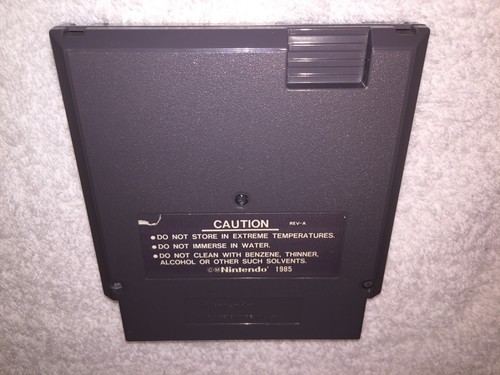 CAUTION REV-A
• DO NOT STORE IN EXTREME TEMPERATURES.
• DO NOT IMMERSE IN WATER.
• DO NOT CLEAN WITH BENZENE, THINNER,
ALCOHOL OR OTHER SUCH SOLVENTS.
©Ⓜ Nintendo® 1985